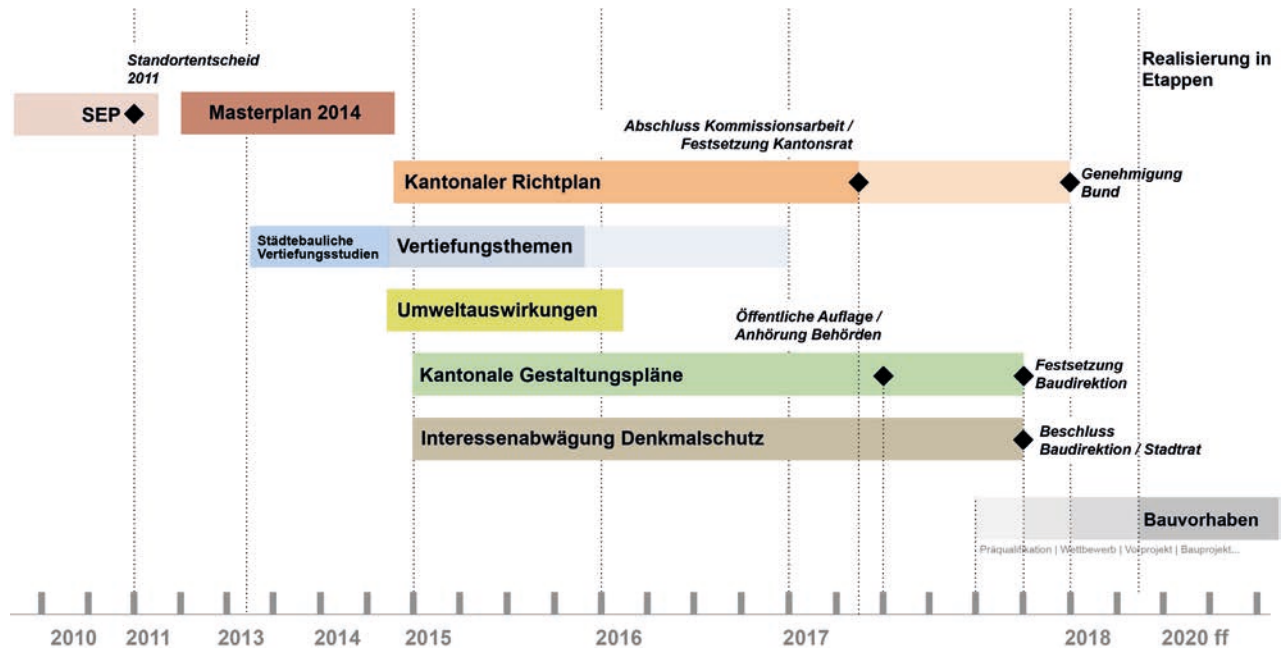 Standortentscheid
2011
Realisierung in
Etappen
SEP
Masterplan 2014
Abschluss Kommissionsarbeit /
Festsetzung Kantonsrat
Kantonaler Richtplan
Genehmigung
Bund
Städtebauliche
Vertiefungsstudien
Vertiefungsthemen
Umweltauswirkungen
Öffentliche Auflage /
Anhörung Behörden
Kantonale Gestaltungspläne
Festsetzung
Baudirektion
Interessenabwägung Denkmalschutz
Beschluss
Baudirektion / Stadtrat
Bauvorhaben
Präqualifikation | Wettbewerb | Vorprojekt | Bauprojekt...
2010 2011 2013 2014 2015 2016 2017 2018 2020 ff